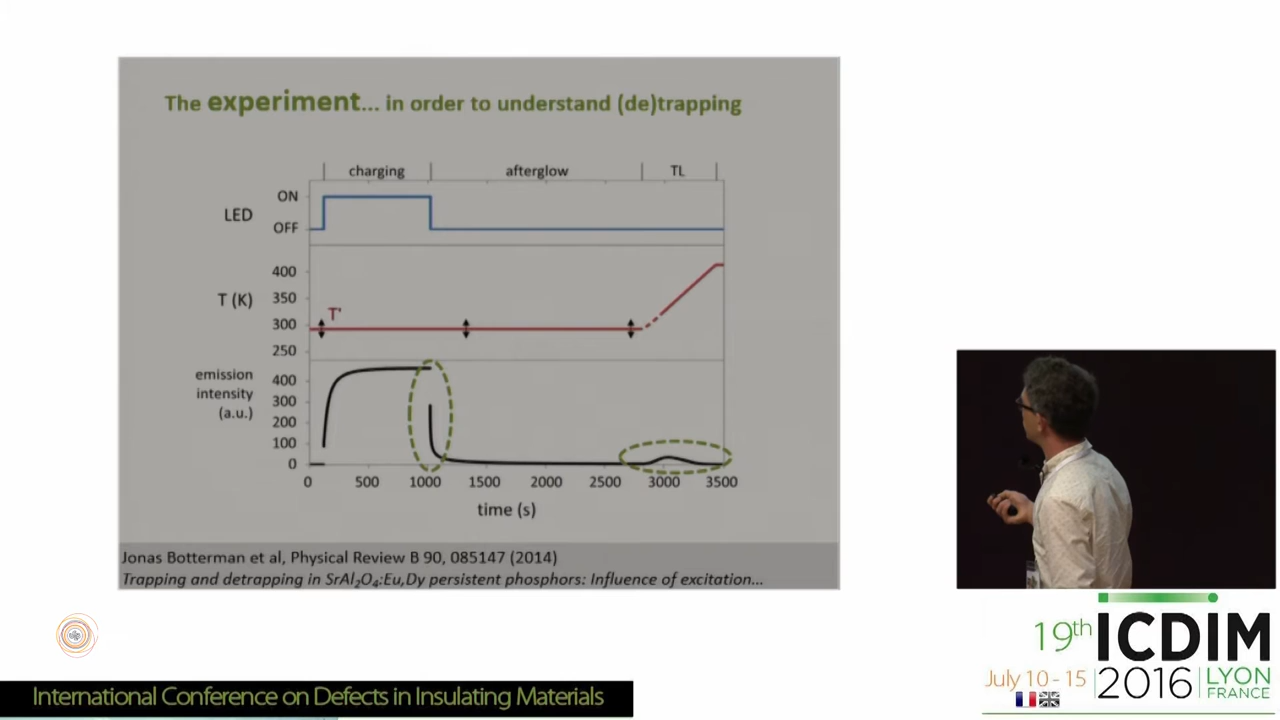 The experiment... in order to understand (de)trapping
charging
afterglow
TL
LED
ON
OFF
T (K)
400
350
300
250
T'
emission
intensity
(a.u.)
400
300
200
100
0
0 500 1000 1500 2000 2500 3000 3500
time (s)
Jonas Botterman et al, Physical Review B 90, 085147 (2014)
Trapping and detrapping in SrAl₂O₄:Eu,Dy persistent phosphors: Influence of excitation...
19th ICDIM
July 10 - 15 2016 LYON
FRANCE
International Conference on Defects in Insulating Materials